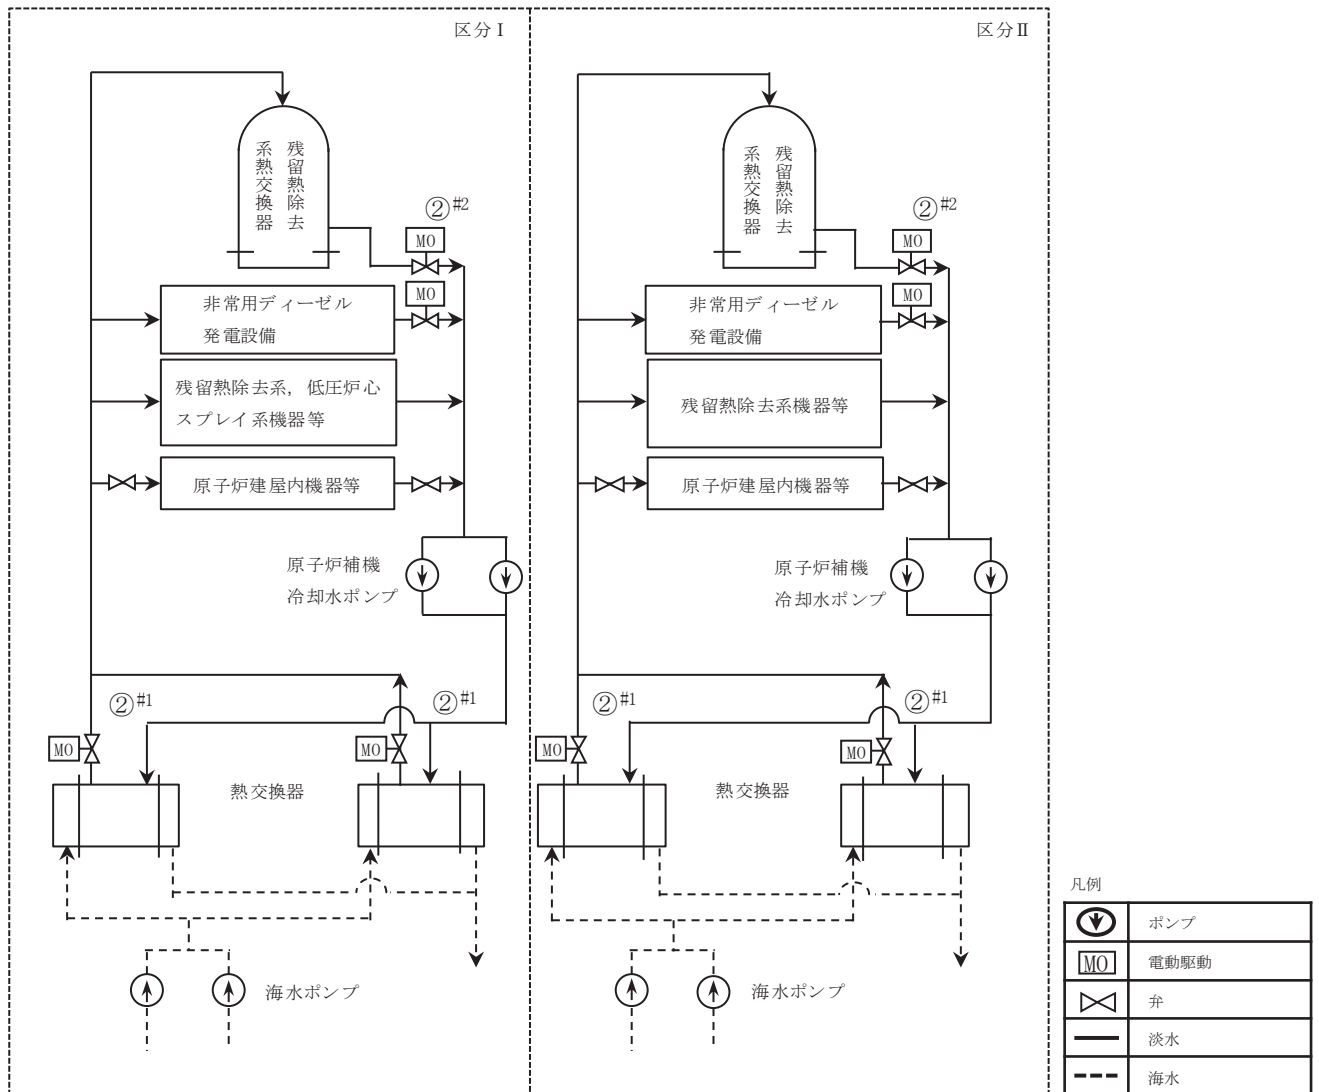 区分Ⅰ
残留熱除去
系熱交換器
②#2
MO
MO
非常用ディーゼル
発電設備
残留熱除去系，低圧炉心
スプレイ系機器等
原子炉建屋内機器等
原子炉補機
冷却水ポンプ
②#1
②#1
MO
MO
熱交換器
海水ポンプ
区分Ⅱ
残留熱除去
系熱交換器
②#2
MO
MO
非常用ディーゼル
発電設備
残留熱除去系機器等
原子炉建屋内機器等
原子炉補機
冷却水ポンプ
②#1
②#1
MO
MO
熱交換器
海水ポンプ
凡例
ポンプ
MO 電動駆動
弁
淡水
海水